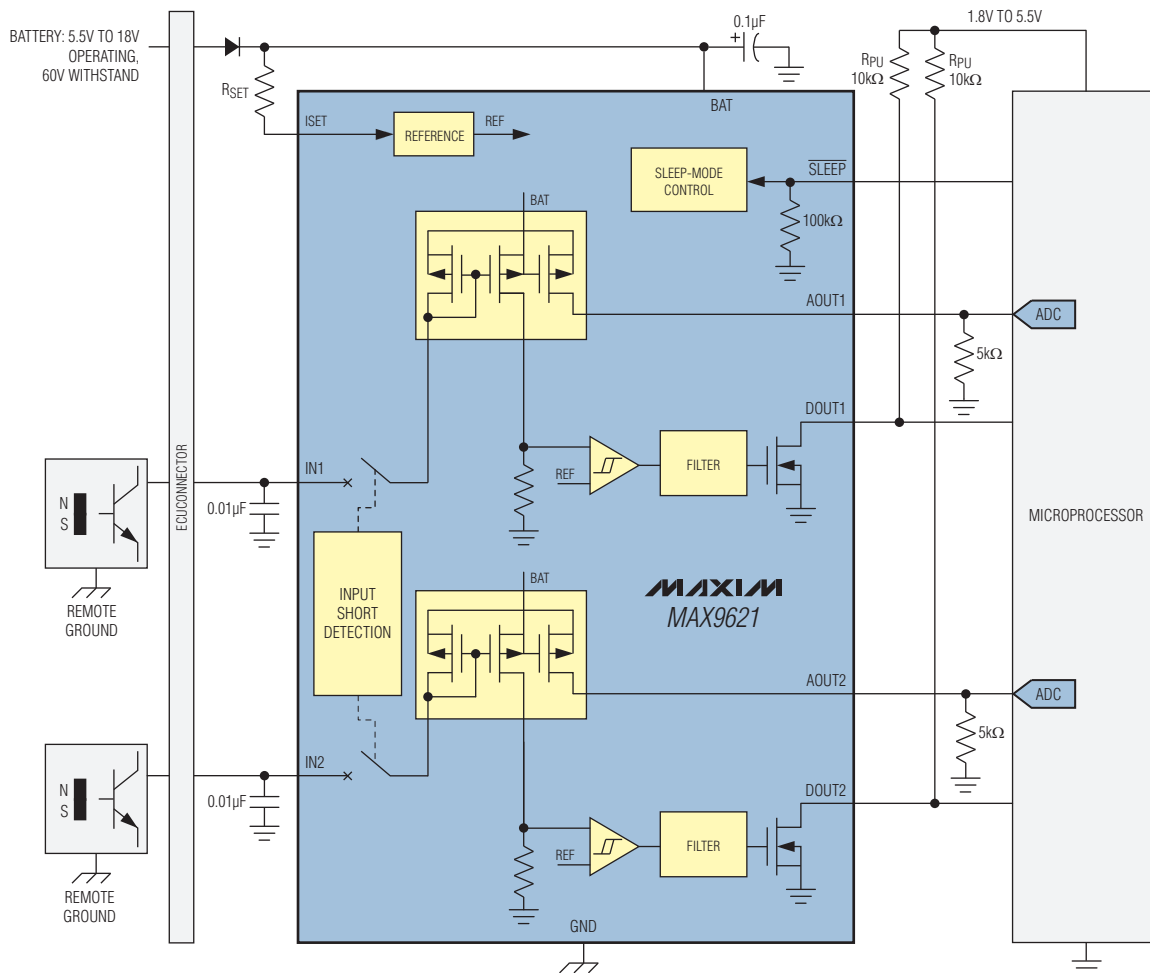 BATTERY: 5.5V TO 18V
OPERATING,
60V WITHSTAND
RSET
0.1µF
+
1.8V TO 5.5V
RPU
10kΩ
RPU
10kΩ
BAT
ISET
REFERENCE
REF
SLEEP-MODE
CONTROL
SLEEP
100kΩ
BAT
AOUT1
ADC
5kΩ
DOUT1
ECUCONNECTOR
IN1
0.01µF
N
S
REMOTE
GROUND
REF
FILTER
MICROPROCESSOR
INPUT
SHORT
DETECTION
BAT
MAXIM
MAX9621
AOUT2
ADC
5kΩ
IN2
0.01µF
N
S
REMOTE
GROUND
DOUT2
REF
FILTER
GND